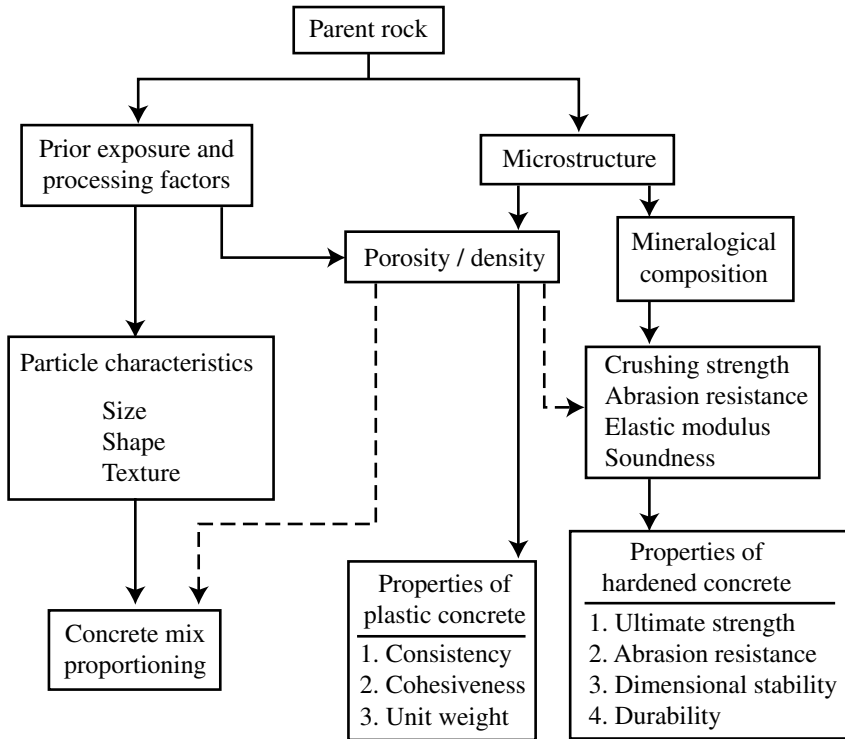 Parent rock
Prior exposure and
processing factors
Microstructure
Porosity / density
Mineralogical
composition
Particle characteristics
Size
Shape
Texture
Crushing strength
Abrasion resistance
Elastic modulus
Soundness
Concrete mix
proportioning
Properties of
plastic concrete
1. Consistency
2. Cohesiveness
3. Unit weight
Properties of
hardened concrete
1. Ultimate strength
2. Abrasion resistance
3. Dimensional stability
4. Durability